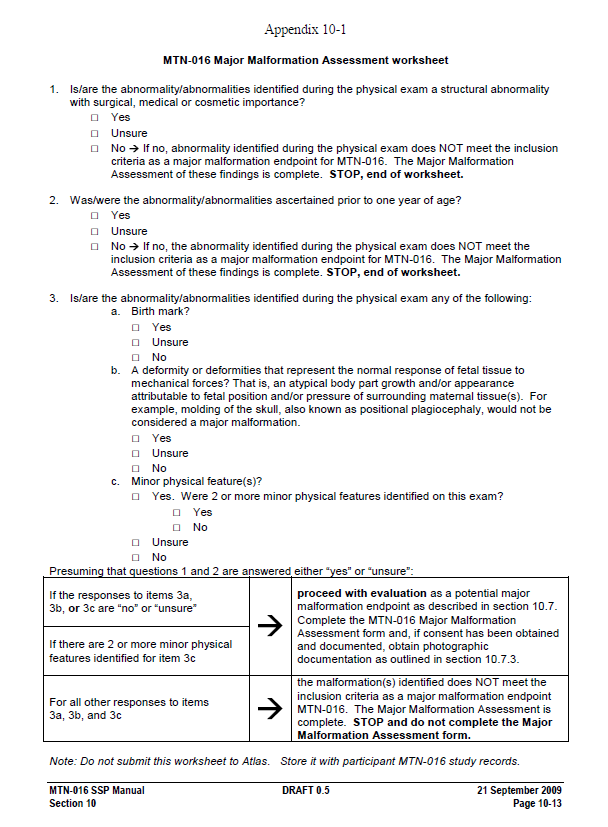 Appendix 10-1
MTN-016 Major Malformation Assessment worksheet
1. Is/are the abnormality/abnormalities identified during the physical exam a structural abnormality
with surgical, medical or cosmetic importance?
□ Yes
□ Unsure
□ No → If no, abnormality identified during the physical exam does NOT meet the inclusion
criteria as a major malformation endpoint for MTN-016. The Major Malformation
Assessment of these findings is complete. STOP, end of worksheet.
2. Was/were the abnormality/abnormalities ascertained prior to one year of age?
□ Yes
□ Unsure
□ No → If no, the abnormality identified during the physical exam does NOT meet the
inclusion criteria as a major malformation endpoint for MTN-016. The Major Malformation
Assessment of these findings is complete. STOP, end of worksheet.
3. Is/are the abnormality/abnormalities identified during the physical exam any of the following:
a. Birth mark?
□ Yes
□ Unsure
□ No
b. A deformity or deformities that represent the normal response of fetal tissue to
mechanical forces? That is, an atypical body part growth and/or appearance
attributable to fetal position and/or pressure of surrounding maternal tissue(s). For
example, molding of the skull, also known as positional plagiocephaly, would not be
considered a major malformation.
□ Yes
□ Unsure
□ No
c. Minor physical feature(s)?
□ Yes. Were 2 or more minor physical features identified on this exam?
□ Yes
□ No
□ Unsure
□ No
Presuming that questions 1 and 2 are answered either “yes” or “unsure”:
If the responses to items 3a,
3b, or 3c are “no” or “unsure”
If there are 2 or more minor physical
features identified for item 3c
→
proceed with evaluation as a potential major
malformation endpoint as described in section 10.7.
Complete the MTN-016 Major Malformation
Assessment form and, if consent has been obtained
and documented, obtain photographic
documentation as outlined in section 10.7.3.
For all other responses to items
3a, 3b, and 3c
→
the malformation(s) identified does NOT meet the
inclusion criteria as a major malformation endpoint
MTN-016. The Major Malformation Assessment is
complete. STOP and do not complete the Major
Malformation Assessment form.
Note: Do not submit this worksheet to Atlas. Store it with participant MTN-016 study records.
MTN-016 SSP Manual DRAFT 0.5 21 September 2009
Section 10 Page 10-13